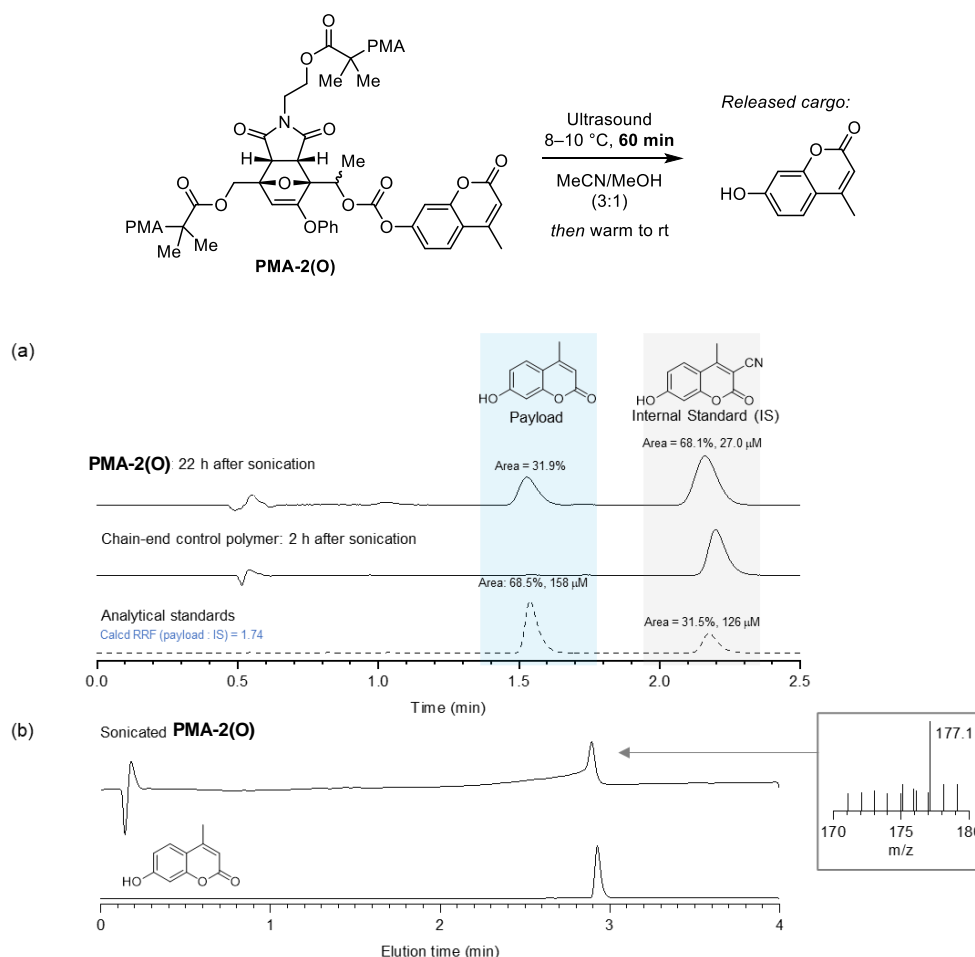 O
PMA
O
Me
Me
N
O
O
H
H
Me
O
O
O
O
PMA
Me
Me
O
OPh
O
O
O
O
PMA-2(O)
Ultrasound
8–10 °C, 60 min
MeCN/MeOH
(3:1)
then warm to rt
Released cargo:
HO
O
O
(a)
HO
O
O
Payload
CN
HO
O
O
Internal Standard (IS)
PMA-2(O): 22 h after sonication
Area = 31.9%
Area = 68.1%, 27.0 µM
Chain-end control polymer: 2 h after sonication
Area: 68.5%, 158 µM
Analytical standards
Calcd RRF (payload : IS) = 1.74
Area = 31.5%, 126 µM
0.0
0.5
1.0
1.5
2.0
2.5
Time (min)
(b)
Sonicated PMA-2(O)
177.1
170
175
180
m/z
HO
O
O
0
1
2
3
4
Elution time (min)